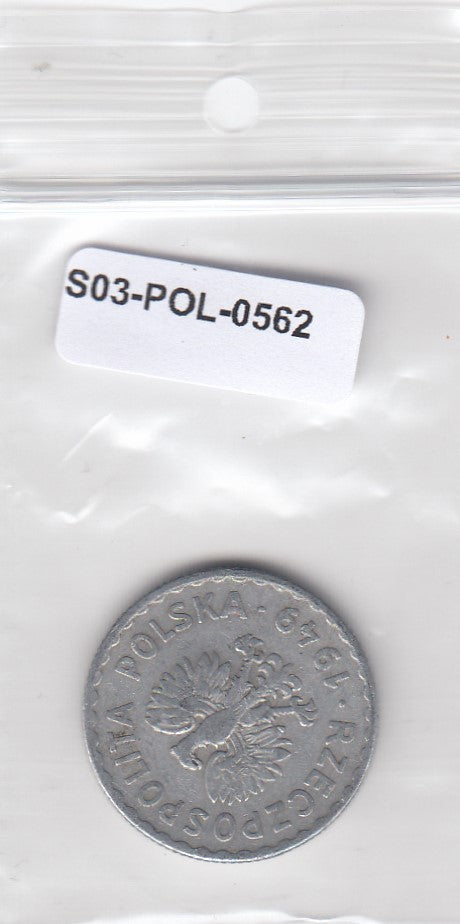 S03-POL-0562
RZECZPOSPOLITA POLSKA · 1949 ·